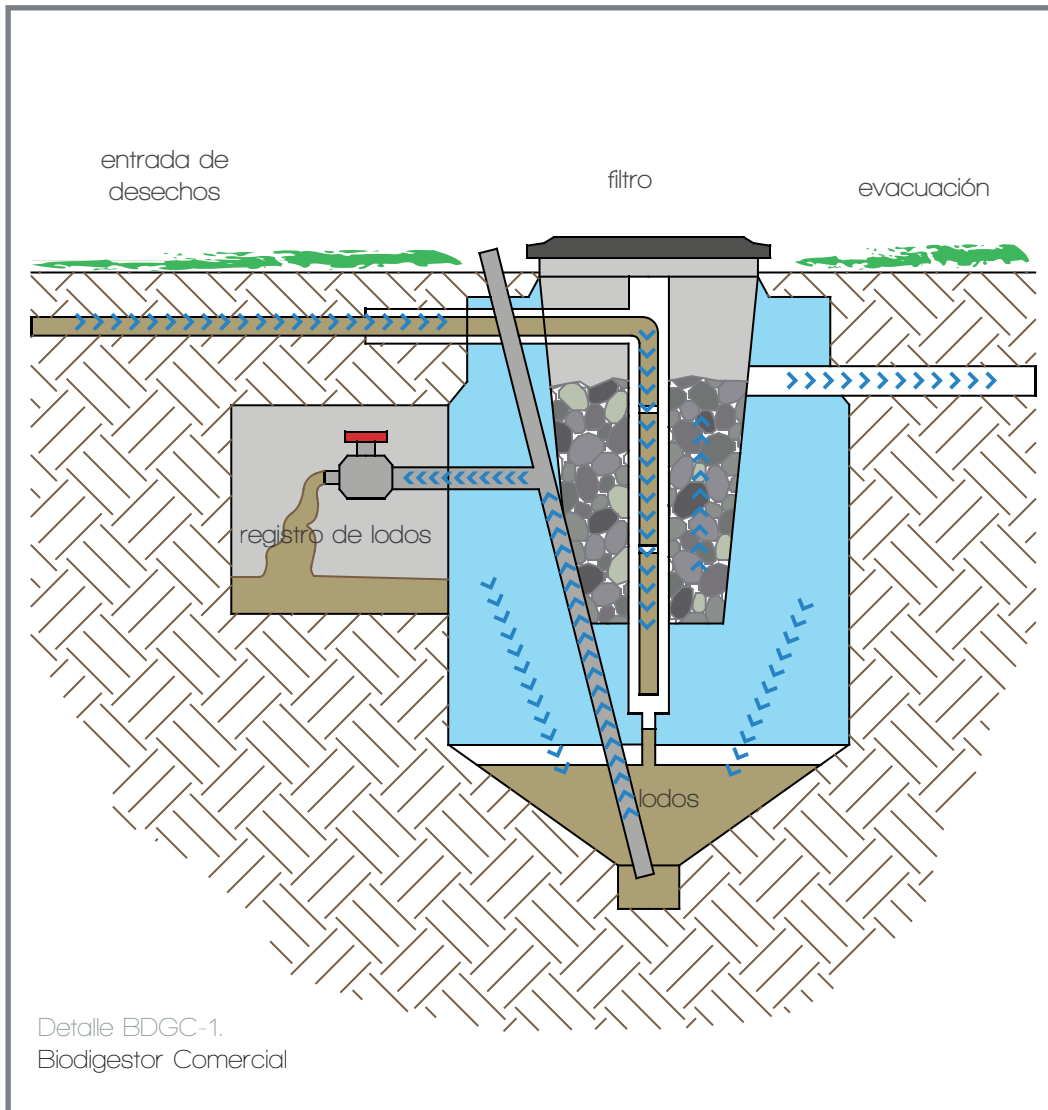 entrada de
desechos
filtro
evacuación
registro de lodos
lodos
Detalle BDGC-1.
Biodigestor Comercial